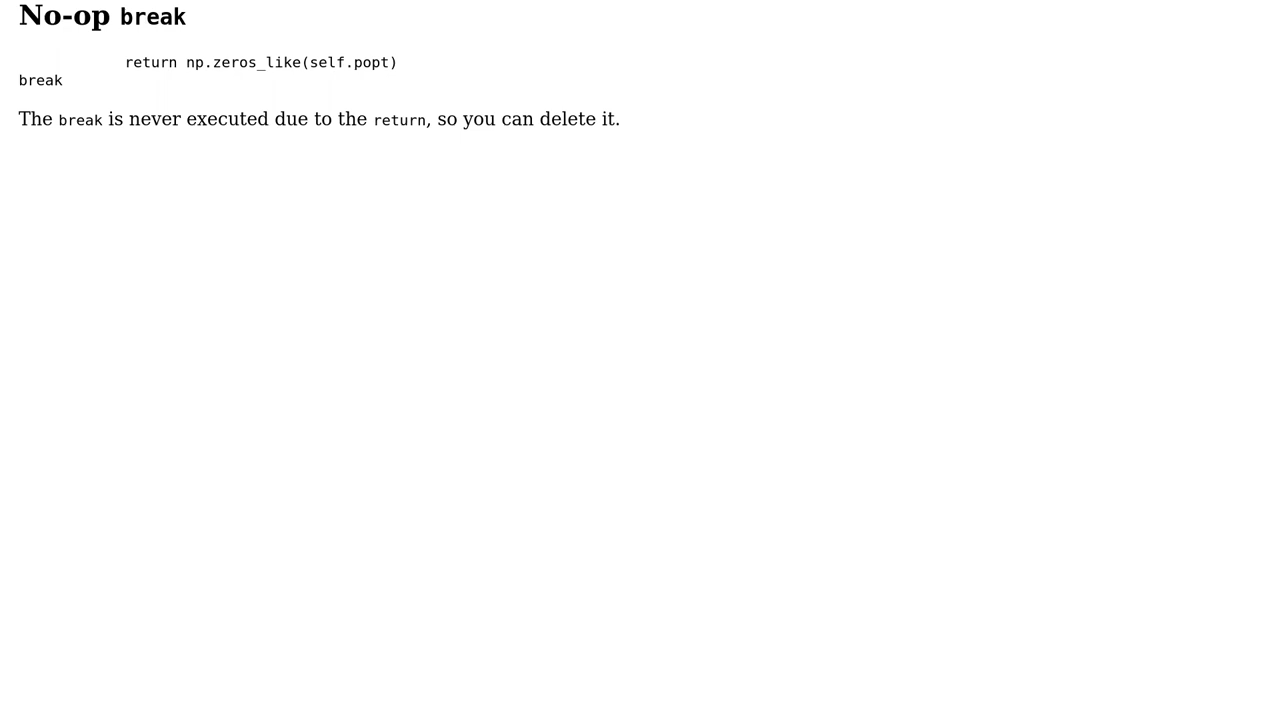 No-op break
return np.zeros_like(self.popt)
break
The break is never executed due to the return, so you can delete it.